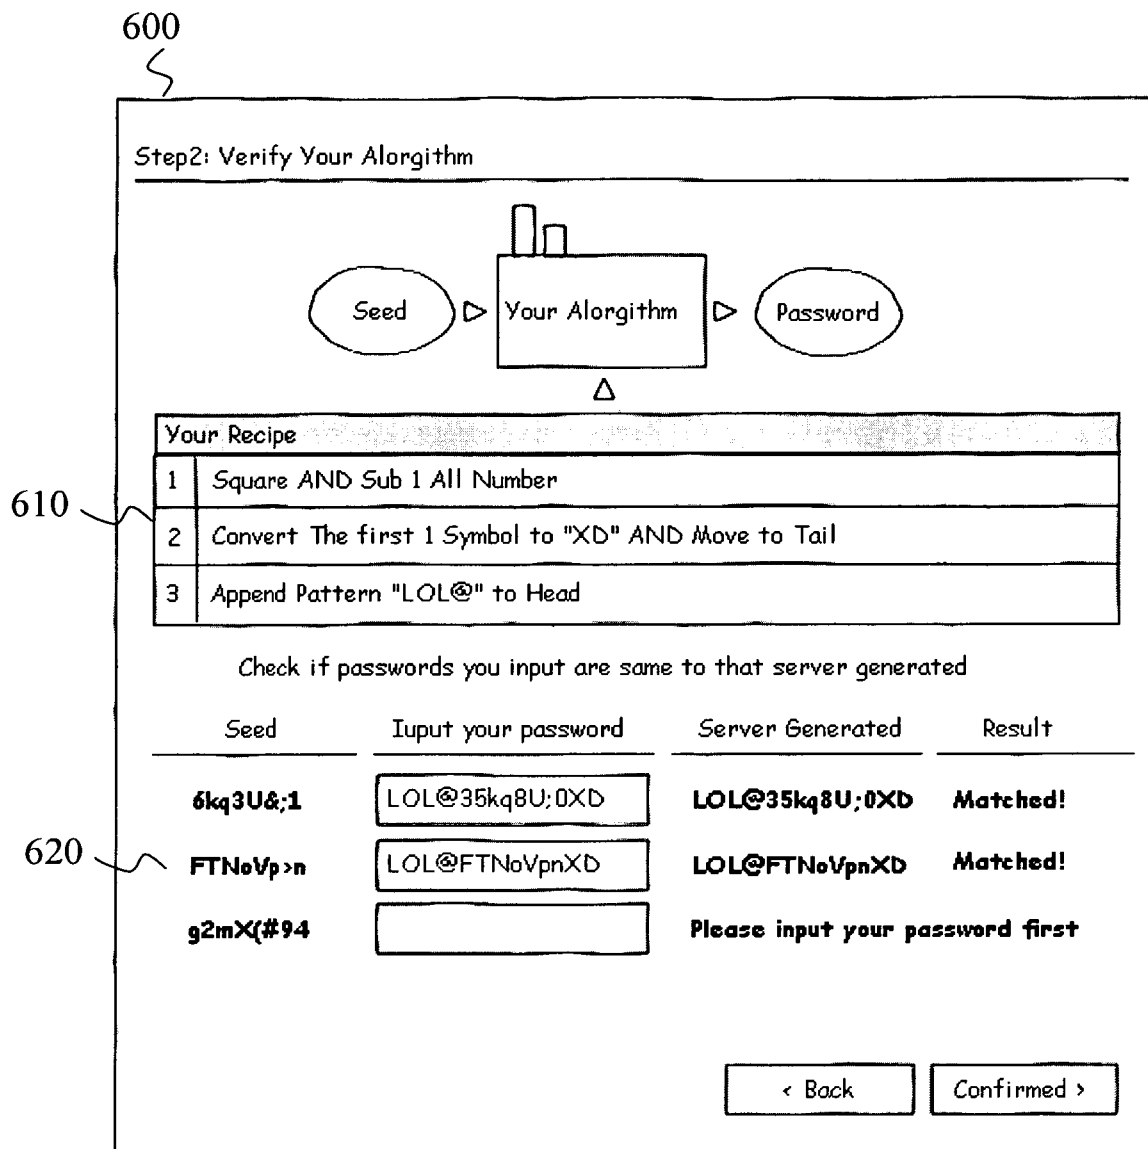 600
Step2: Verify Your Alorgithm
Seed Your Alorgithm Password
Your Recipe
1 Square AND Sub 1 All Number
610
2 Convert The first 1 Symbol to "XD" AND Move to Tail
3 Append Pattern "LOL@" to Head
Check if passwords you input are same to that server generated
Seed Iuput your password Server Generated Result
6kq3U&;1 LOL@35kq8U;0XD LOL@35kq8U;0XD Matched!
620 FTNoVp>n LOL@FTNoVpnXD LOL@FTNoVpnXD Matched!
g2mX(#94 Please input your password first
< Back Confirmed >